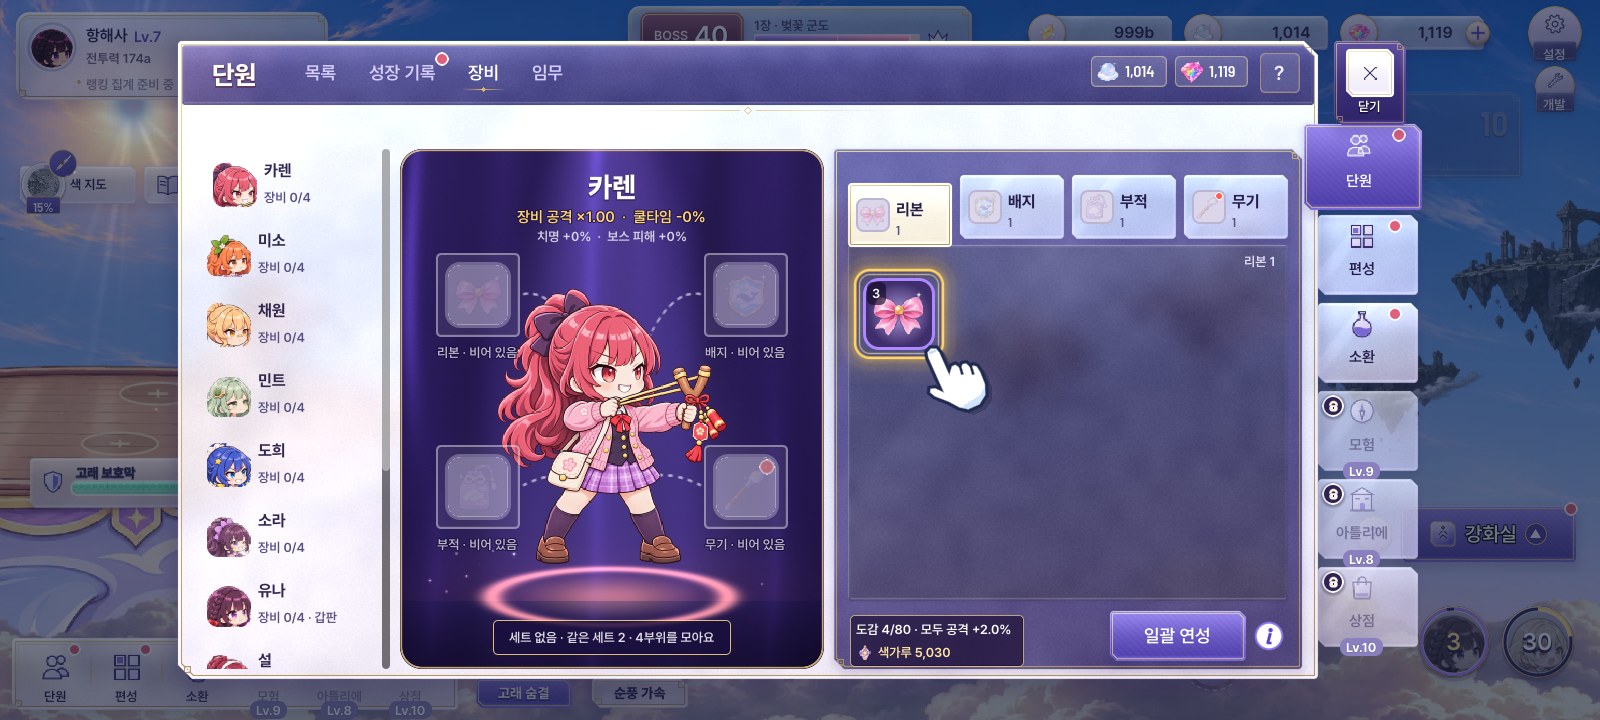 항해사 Lv.7
전투력 174a
랭킹 집계 준비 중
BOSS 40
1장 · 벚꽃 군도
999b
1,014
1,119
설정
개발
단원
목록
성장 기록
장비
임무
1,014
1,119
?
닫기
10
색 지도
15%
카렌
장비 0/4
미소
장비 0/4
채원
장비 0/4
민트
장비 0/4
도희
장비 0/4
소라
장비 0/4
유나
장비 0/4 · 갑판
설
카렌
장비 공격 ×1.00 · 쿨타임 -0%
치명 +0% · 보스 피해 +0%
리본 · 비어 있음
배지 · 비어 있음
부적 · 비어 있음
무기 · 비어 있음
세트 없음 · 같은 세트 2 · 4부위를 모아요
리본
1
배지
1
부적
1
무기
1
리본 1
3
도감 4/80 · 모두 공격 +2.0%
색가루 5,030
일괄 연성
i
단원
편성
소환
모험
Lv.9
아틀리에
Lv.8
상점
Lv.10
고래 보호막
강화실
3
30
단원
편성
소환
모험
Lv.9
아틀리에
Lv.8
상점
Lv.10
고래 숨결
순풍 가속